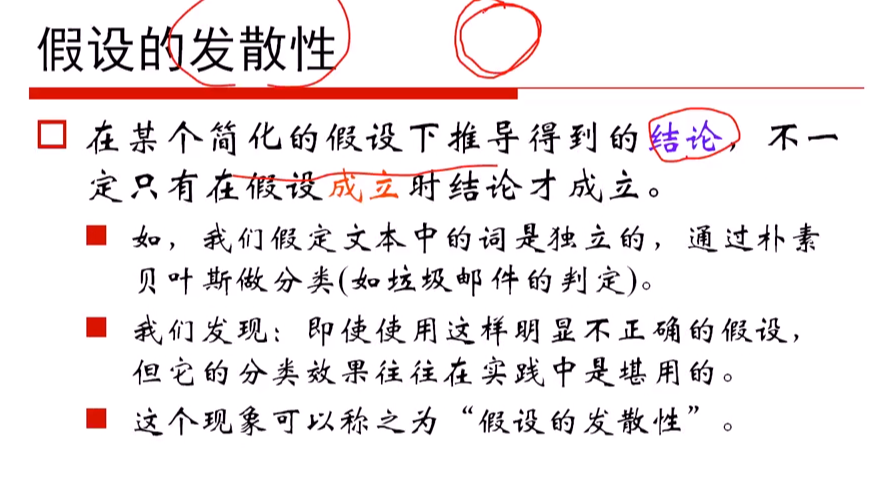 假设的发散性
在某个简化的假设下推导得到的结论，不一
定只有在假设成立时结论才成立。
如，我们假定文本中的词是独立的，通过朴素
贝叶斯做分类(如垃圾邮件的判定)。
我们发现：即使使用这样明显不正确的假设，
但它的分类效果往往在实践中是堪用的。
这个现象可以称之为“假设的发散性”。